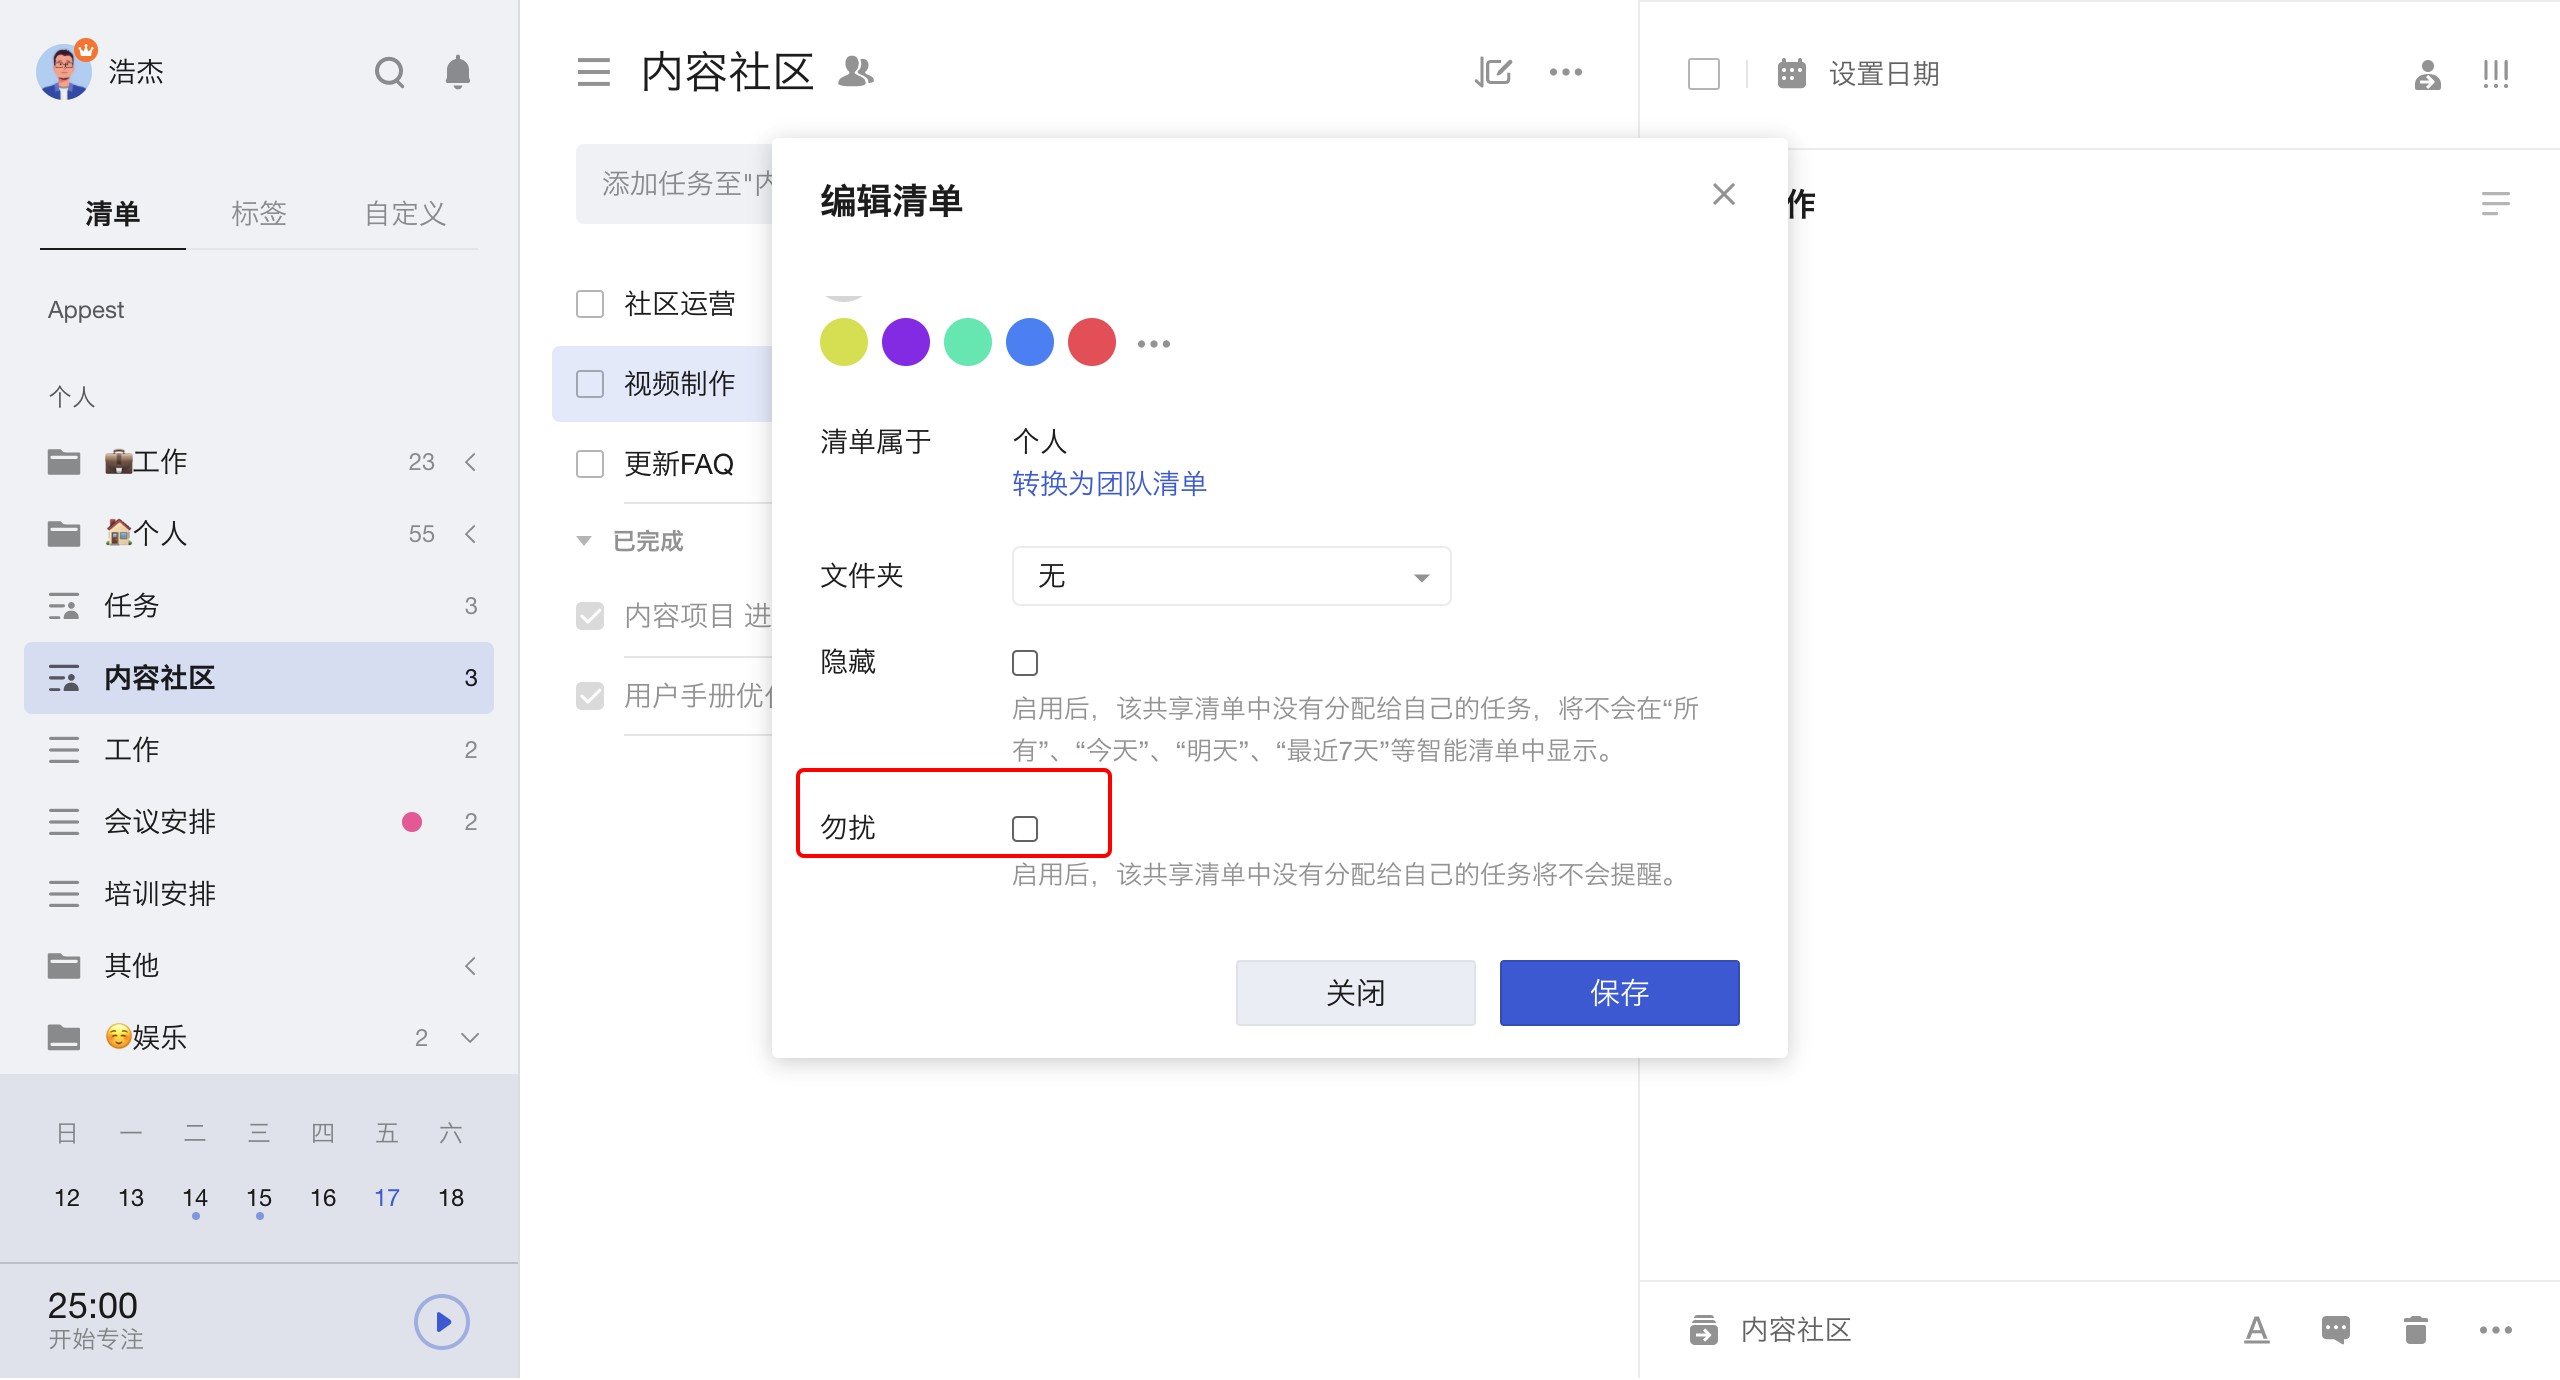 浩杰
清单 标签 自定义
Appest
个人
💼工作 23
🏠个人 55
任务 3
内容社区 3
工作 2
会议安排 2
培训安排
其他
☺️娱乐 2
日 一 二 三 四 五 六
12 13 14 15 16 17 18
25:00
开始专注
内容社区
添加任务至"内
社区运营
视频制作
更新FAQ
已完成
内容项目 进
用户手册优化
编辑清单
清单属于 个人
转换为团队清单
文件夹 无
隐藏
启用后，该共享清单中没有分配给自己的任务，将不会在“所
有”、“今天”、“明天”、“最近7天”等智能清单中显示。
勿扰
启用后，该共享清单中没有分配给自己的任务将不会提醒。
关闭 保存
设置日期
作
内容社区